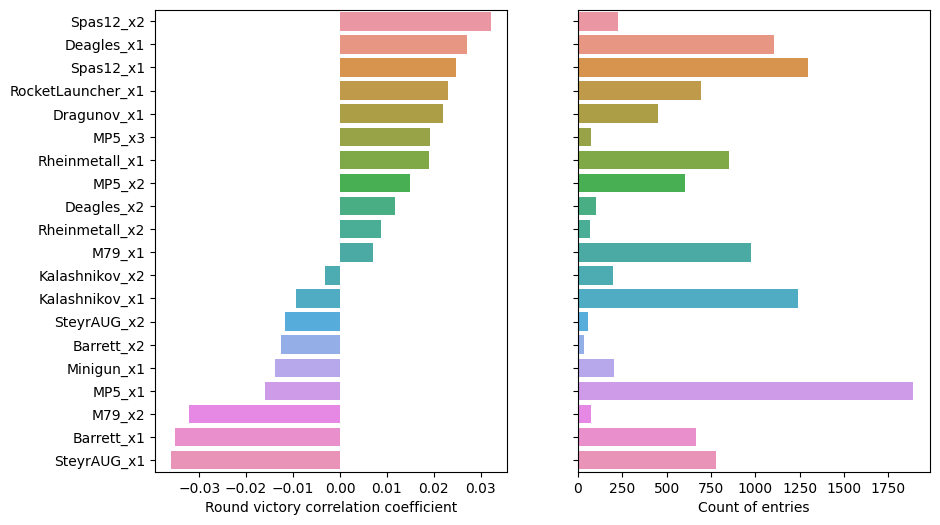 Spas12_x2
Deagles_x1
Spas12_x1
RocketLauncher_x1
Dragunov_x1
MP5_x3
Rheinmetall_x1
MP5_x2
Deagles_x2
Rheinmetall_x2
M79_x1
Kalashnikov_x2
Kalashnikov_x1
SteyrAUG_x2
Barrett_x2
Minigun_x1
MP5_x1
M79_x2
Barrett_x1
SteyrAUG_x1
−0.03 −0.02 −0.01 0.00 0.01 0.02 0.03
Round victory correlation coefficient
0 250 500 750 1000 1250 1500 1750
Count of entries